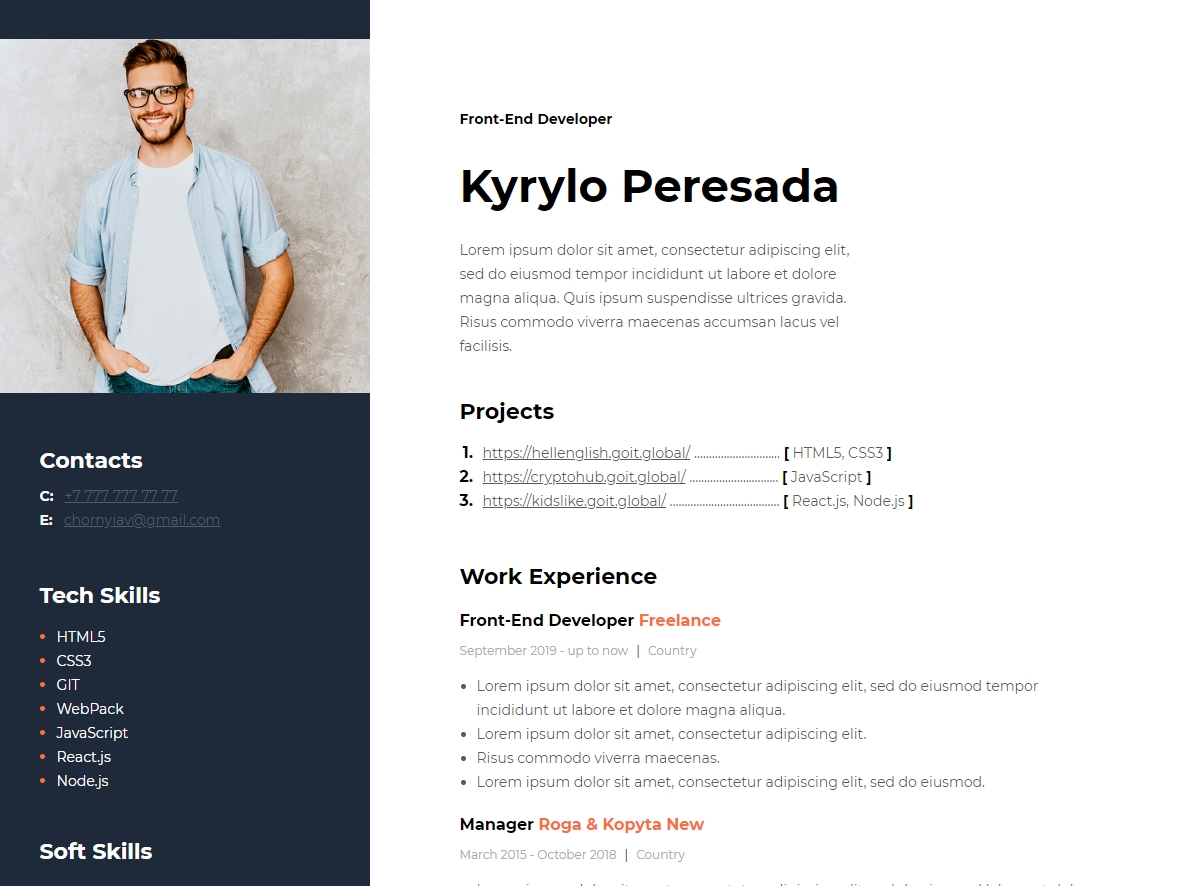 Contacts
C: +7 777 777 77 77
E: chornyiav@gmail.com
Tech Skills
HTML5
CSS3
GIT
WebPack
JavaScript
React.js
Node.js
Soft Skills
Front-End Developer
Kyrylo Peresada
Lorem ipsum dolor sit amet, consectetur adipiscing elit,
sed do eiusmod tempor incididunt ut labore et dolore
magna aliqua. Quis ipsum suspendisse ultrices gravida.
Risus commodo viverra maecenas accumsan lacus vel
facilisis.
Projects
1. https://hellenglish.goit.global/ ............................. [ HTML5, CSS3 ]
2. https://cryptohub.goit.global/ .............................. [ JavaScript ]
3. https://kidslike.goit.global/ ..................................... [ React.js, Node.js ]
Work Experience
Front-End Developer Freelance
September 2019 - up to now | Country
• Lorem ipsum dolor sit amet, consectetur adipiscing elit, sed do eiusmod tempor
incididunt ut labore et dolore magna aliqua.
• Lorem ipsum dolor sit amet, consectetur adipiscing elit.
• Risus commodo viverra maecenas.
• Lorem ipsum dolor sit amet, consectetur adipiscing elit, sed do eiusmod.
Manager Roga & Kopyta New
March 2015 - October 2018 | Country